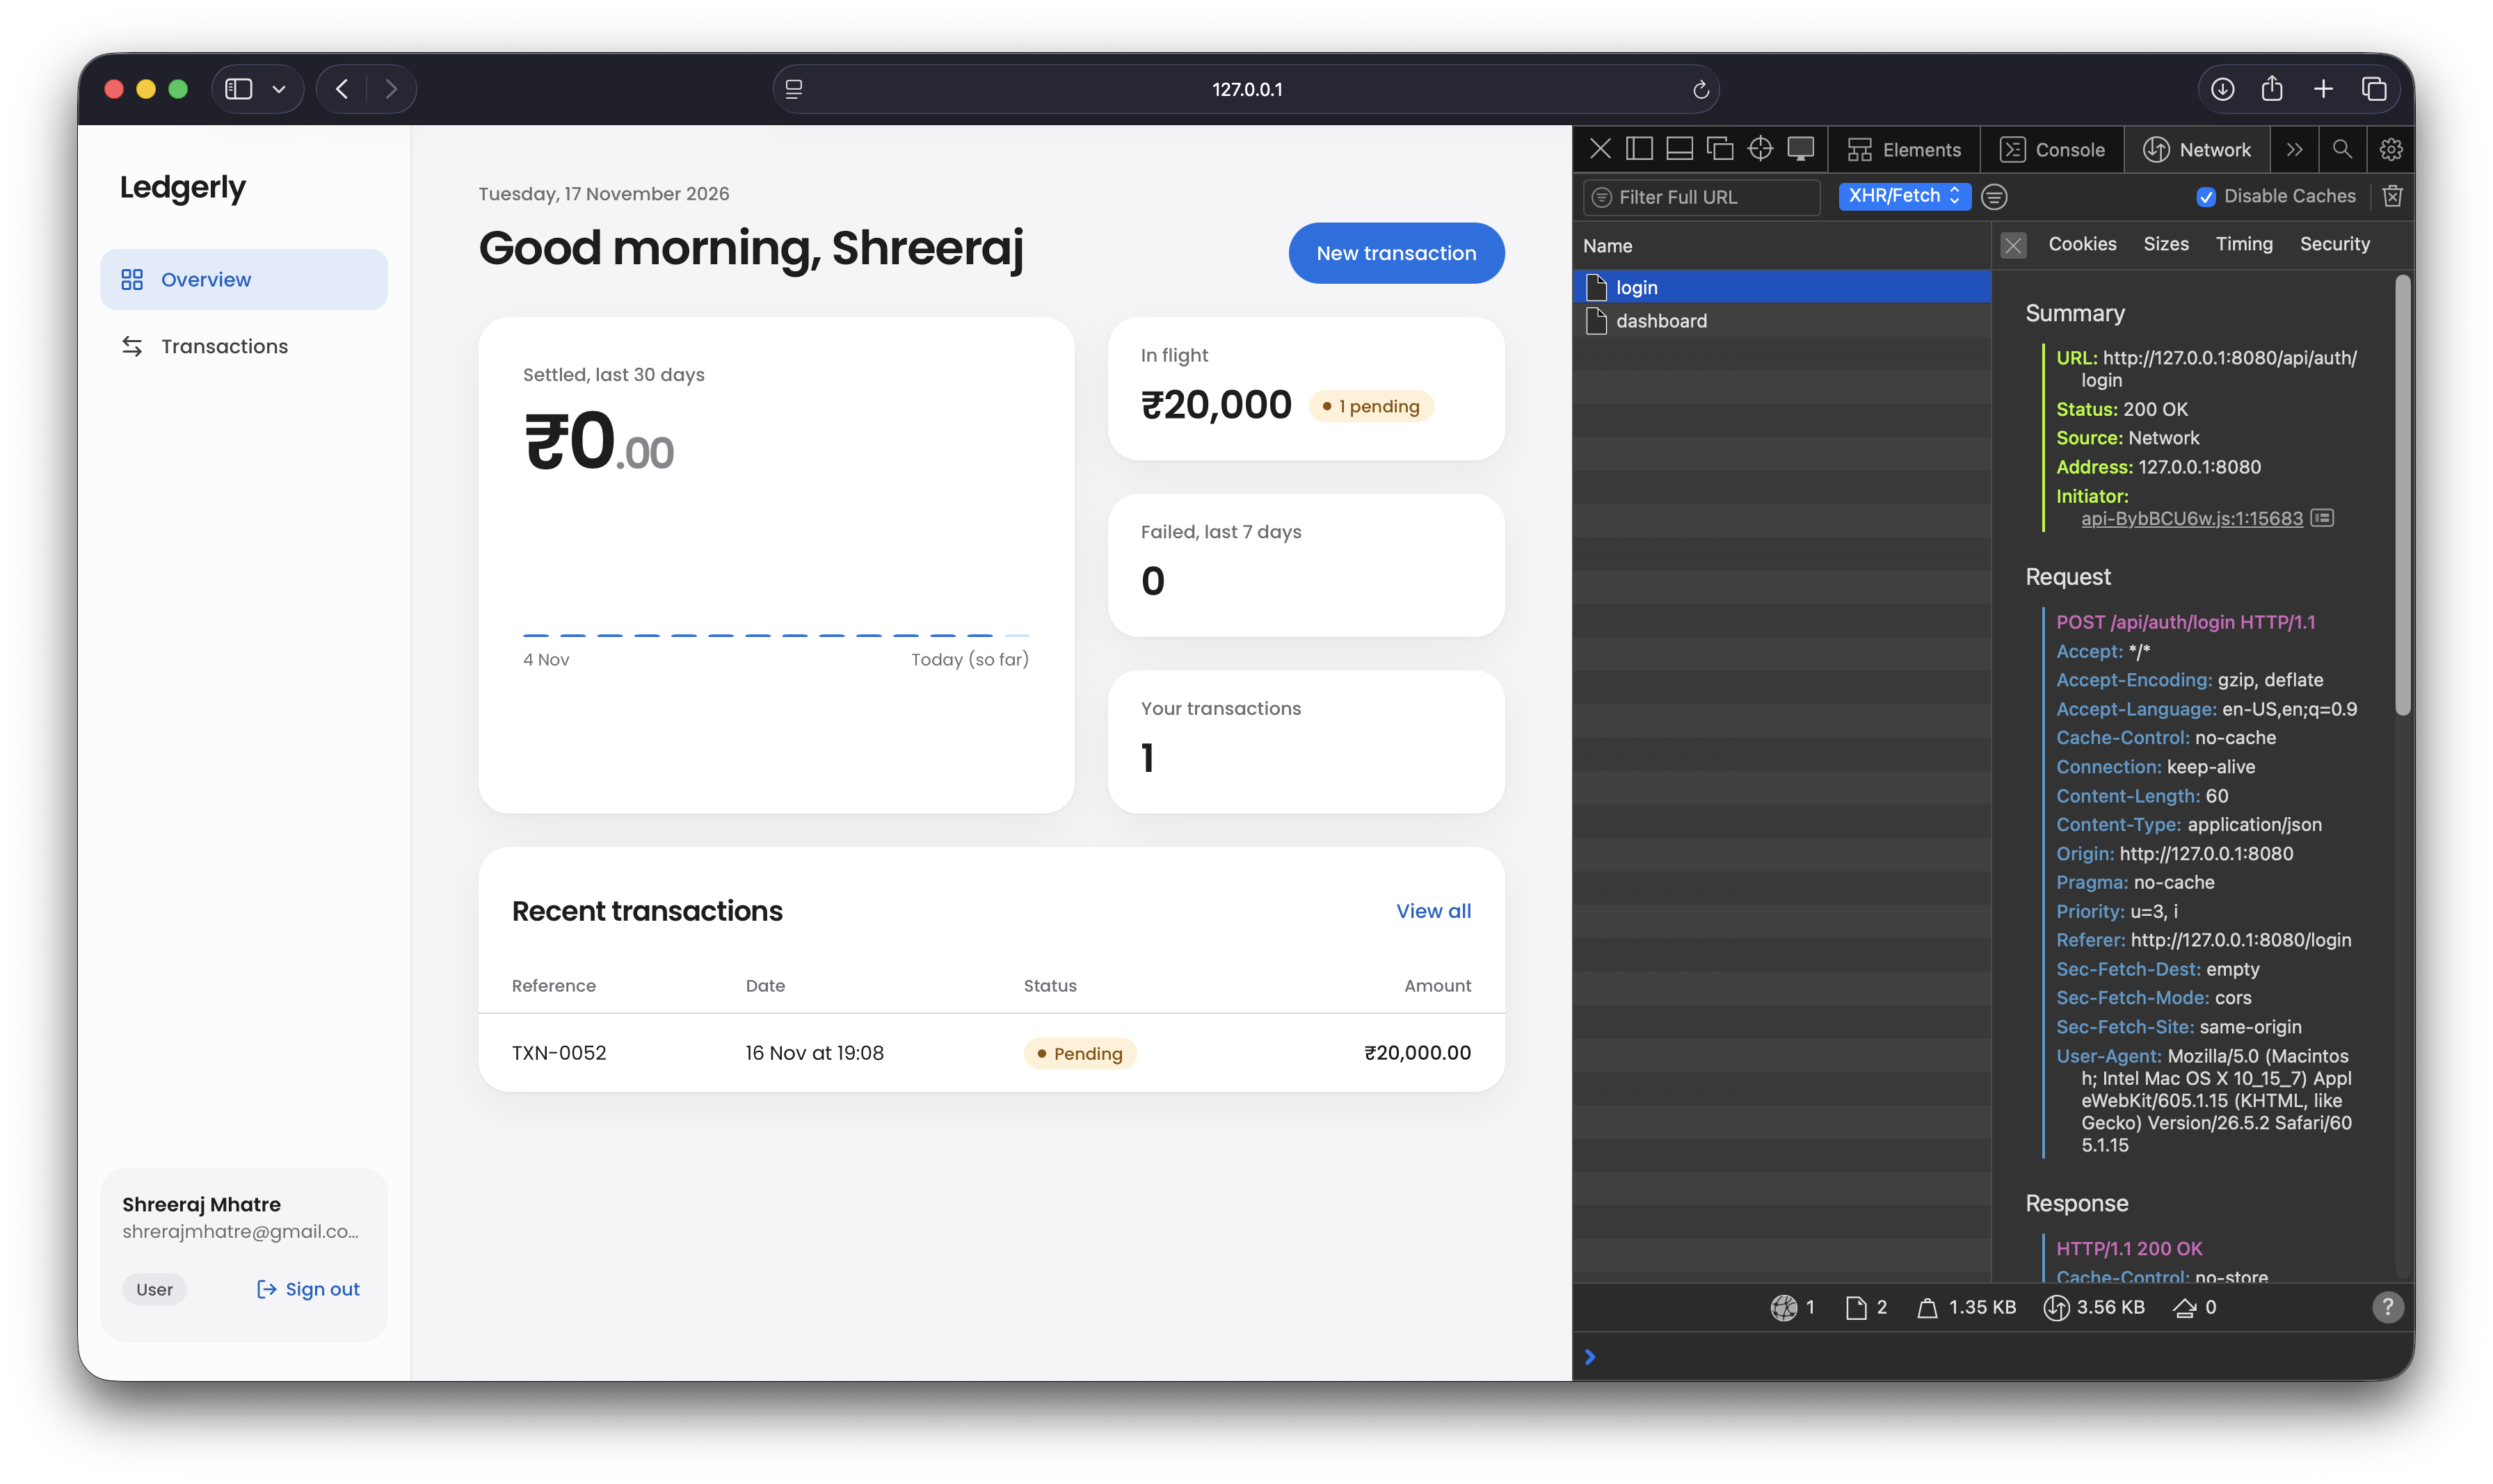 127.0.0.1
Ledgerly
Overview
Transactions
Shreeraj Mhatre
shrerajmhatre@gmail.co...
User
Sign out
Tuesday, 17 November 2026
Good morning, Shreeraj
New transaction
Settled, last 30 days
₹0.00
4 Nov
Today (so far)
In flight
₹20,000
1 pending
Failed, last 7 days
0
Your transactions
1
Recent transactions
View all
Reference Date Status Amount
TXN-0052 16 Nov at 19:08 Pending ₹20,000.00
Elements
Console
Network
Filter Full URL
XHR/Fetch
Disable Caches
Name
login
dashboard
Cookies Sizes Timing Security
Summary
URL: http://127.0.0.1:8080/api/auth/
login
Status: 200 OK
Source: Network
Address: 127.0.0.1:8080
Initiator:
api-BybBCU6w.js:1:15683
Request
POST /api/auth/login HTTP/1.1
Accept: */*
Accept-Encoding: gzip, deflate
Accept-Language: en-US,en;q=0.9
Cache-Control: no-cache
Connection: keep-alive
Content-Length: 60
Content-Type: application/json
Origin: http://127.0.0.1:8080
Pragma: no-cache
Priority: u=3, i
Referer: http://127.0.0.1:8080/login
Sec-Fetch-Dest: empty
Sec-Fetch-Mode: cors
Sec-Fetch-Site: same-origin
User-Agent: Mozilla/5.0 (Macintos
h; Intel Mac OS X 10_15_7) Appl
eWebKit/605.1.15 (KHTML, like
Gecko) Version/26.5.2 Safari/60
5.1.15
Response
HTTP/1.1 200 OK
Cache-Control: no-store
1 2 1.35 KB 3.56 KB 0 ?